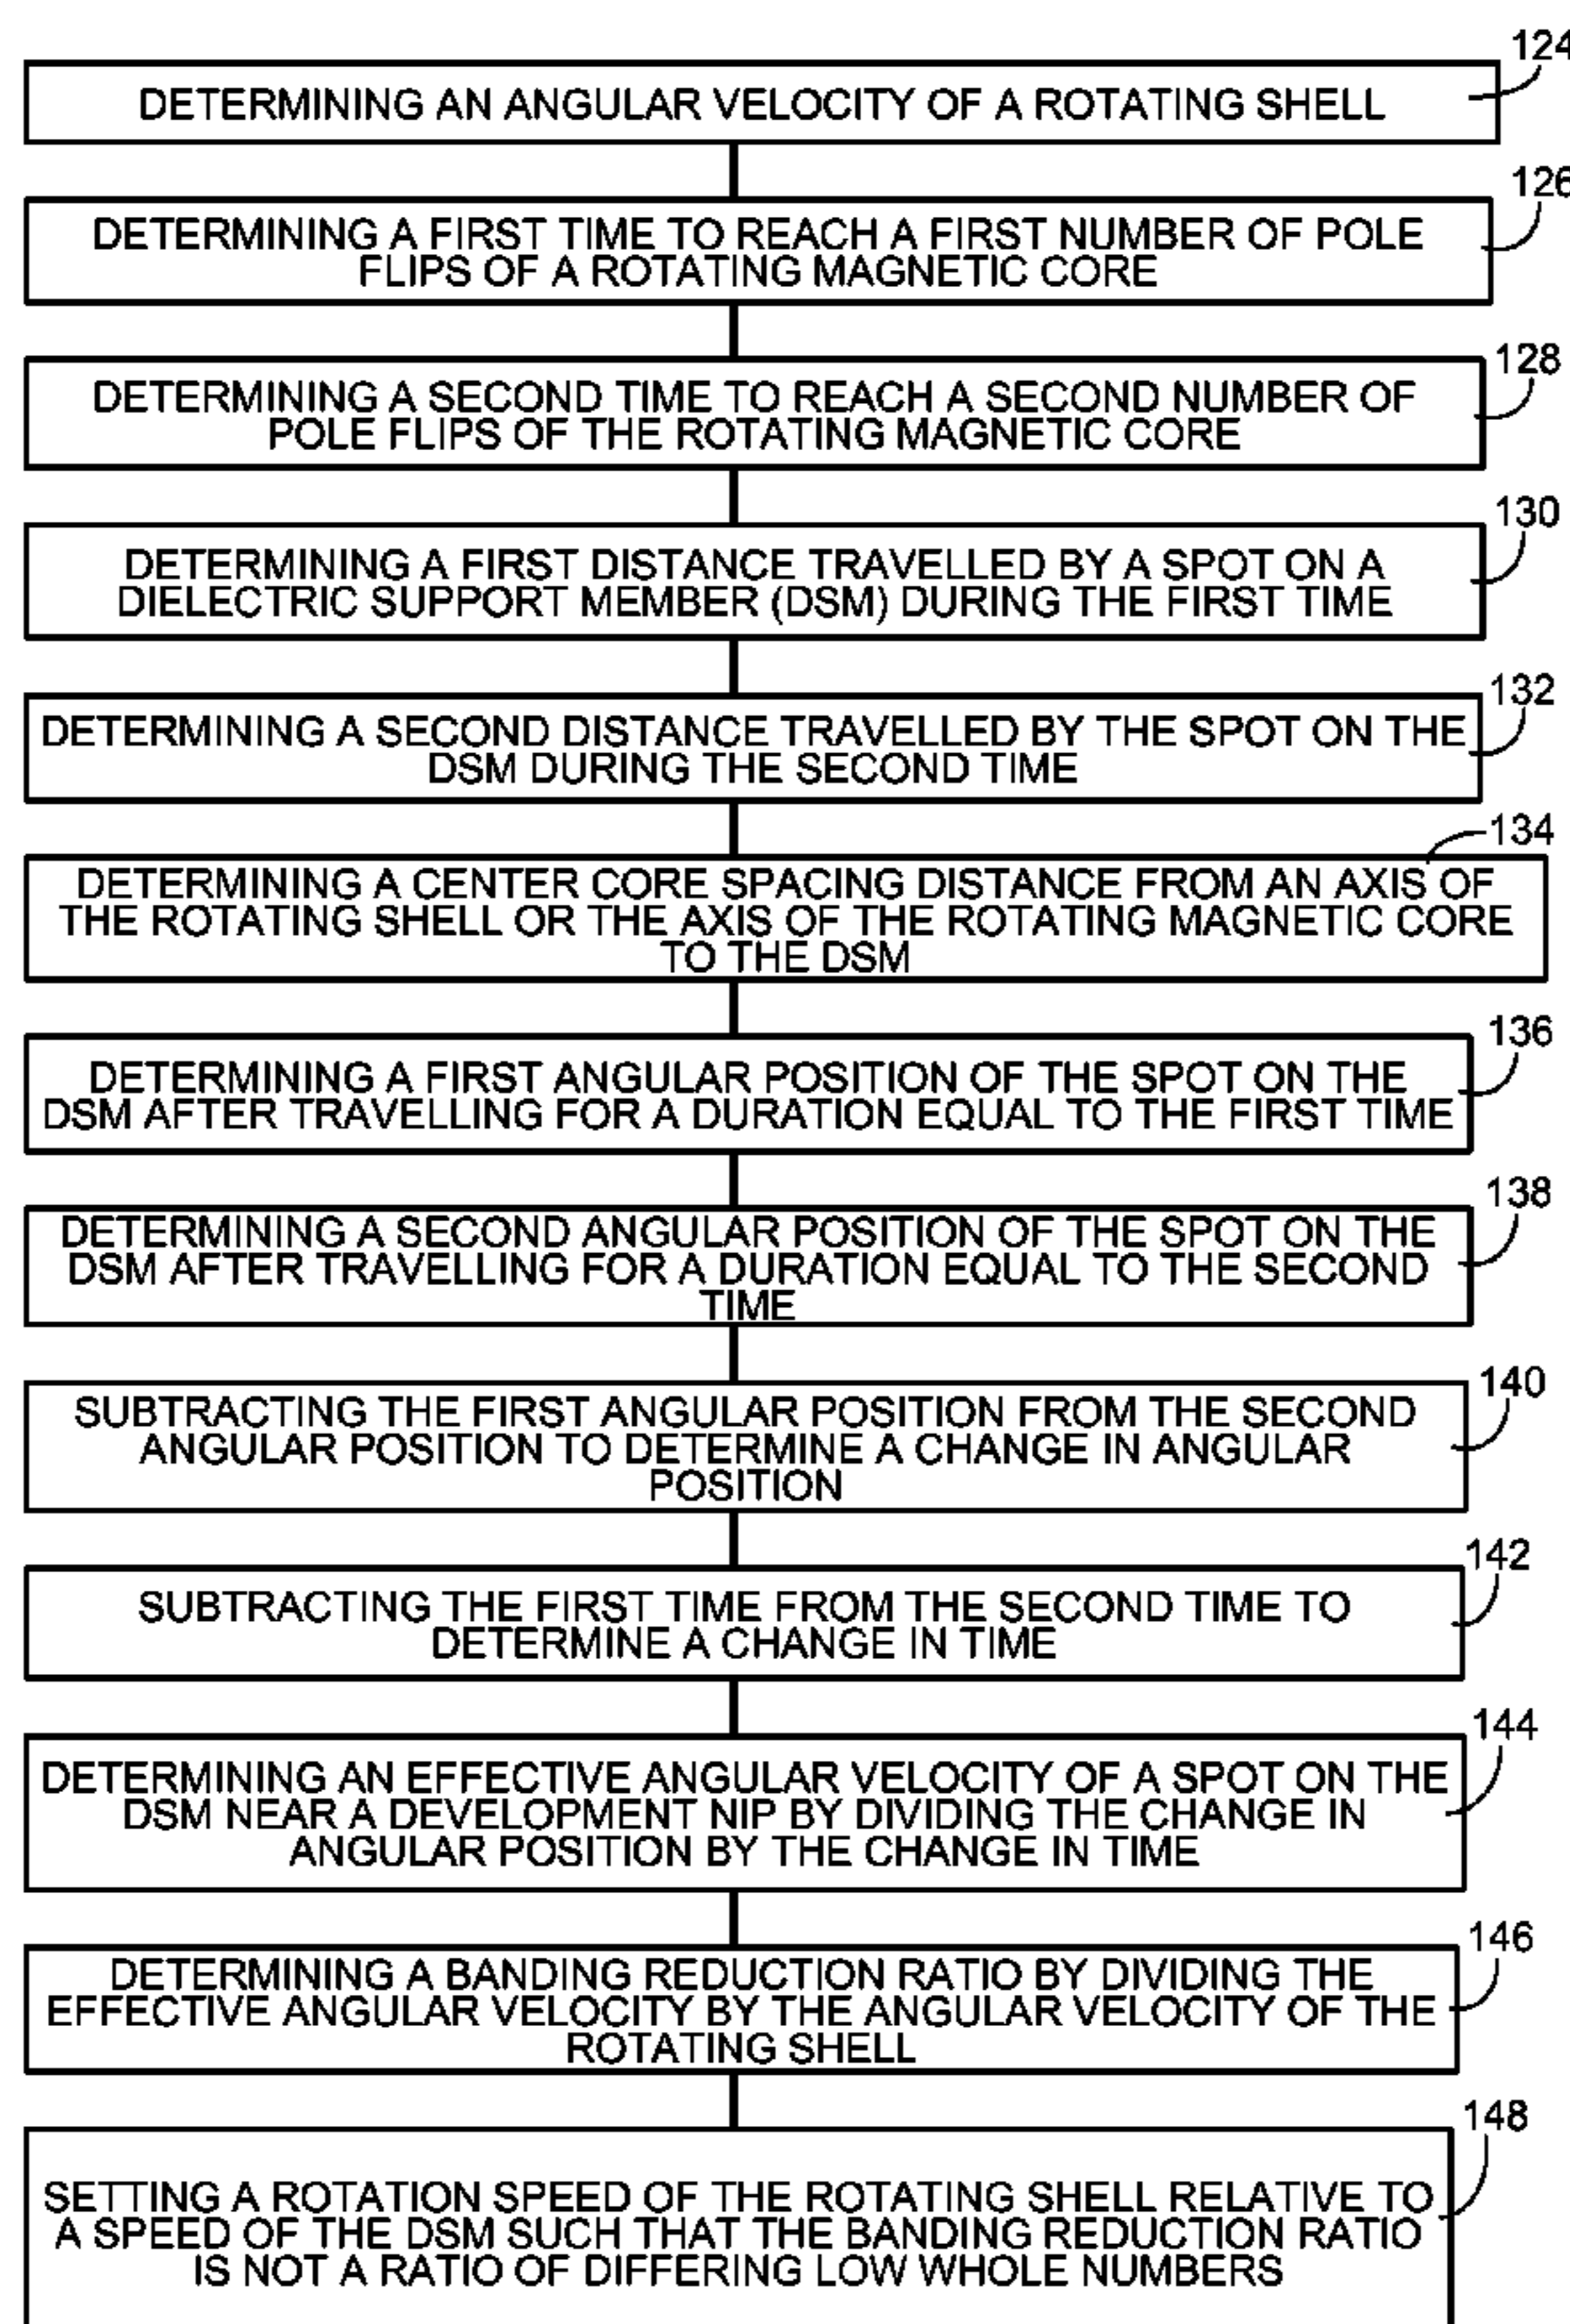 124
DETERMINING AN ANGULAR VELOCITY OF A ROTATING SHELL
126
DETERMINING A FIRST TIME TO REACH A FIRST NUMBER OF POLE
FLIPS OF A ROTATING MAGNETIC CORE
128
DETERMINING A SECOND TIME TO REACH A SECOND NUMBER OF
POLE FLIPS OF THE ROTATING MAGNETIC CORE
130
DETERMINING A FIRST DISTANCE TRAVELLED BY A SPOT ON A
DIELECTRIC SUPPORT MEMBER (DSM) DURING THE FIRST TIME
132
DETERMINING A SECOND DISTANCE TRAVELLED BY THE SPOT ON THE
DSM DURING THE SECOND TIME
134
DETERMINING A CENTER CORE SPACING DISTANCE FROM AN AXIS OF
THE ROTATING SHELL OR THE AXIS OF THE ROTATING MAGNETIC CORE
TO THE DSM
136
DETERMINING A FIRST ANGULAR POSITION OF THE SPOT ON THE
DSM AFTER TRAVELLING FOR A DURATION EQUAL TO THE FIRST TIME
138
DETERMINING A SECOND ANGULAR POSITION OF THE SPOT ON THE
DSM AFTER TRAVELLING FOR A DURATION EQUAL TO THE SECOND
TIME
140
SUBTRACTING THE FIRST ANGULAR POSITION FROM THE SECOND
ANGULAR POSITION TO DETERMINE A CHANGE IN ANGULAR
POSITION
142
SUBTRACTING THE FIRST TIME FROM THE SECOND TIME TO
DETERMINE A CHANGE IN TIME
144
DETERMINING AN EFFECTIVE ANGULAR VELOCITY OF A SPOT ON THE
DSM NEAR A DEVELOPMENT NIP BY DIVIDING THE CHANGE IN
ANGULAR POSITION BY THE CHANGE IN TIME
146
DETERMINING A BANDING REDUCTION RATIO BY DIVIDING THE
EFFECTIVE ANGULAR VELOCITY BY THE ANGULAR VELOCITY OF THE
ROTATING SHELL
148
SETTING A ROTATION SPEED OF THE ROTATING SHELL RELATIVE TO
A SPEED OF THE DSM SUCH THAT THE BANDING REDUCTION RATIO
IS NOT A RATIO OF DIFFERING LOW WHOLE NUMBERS